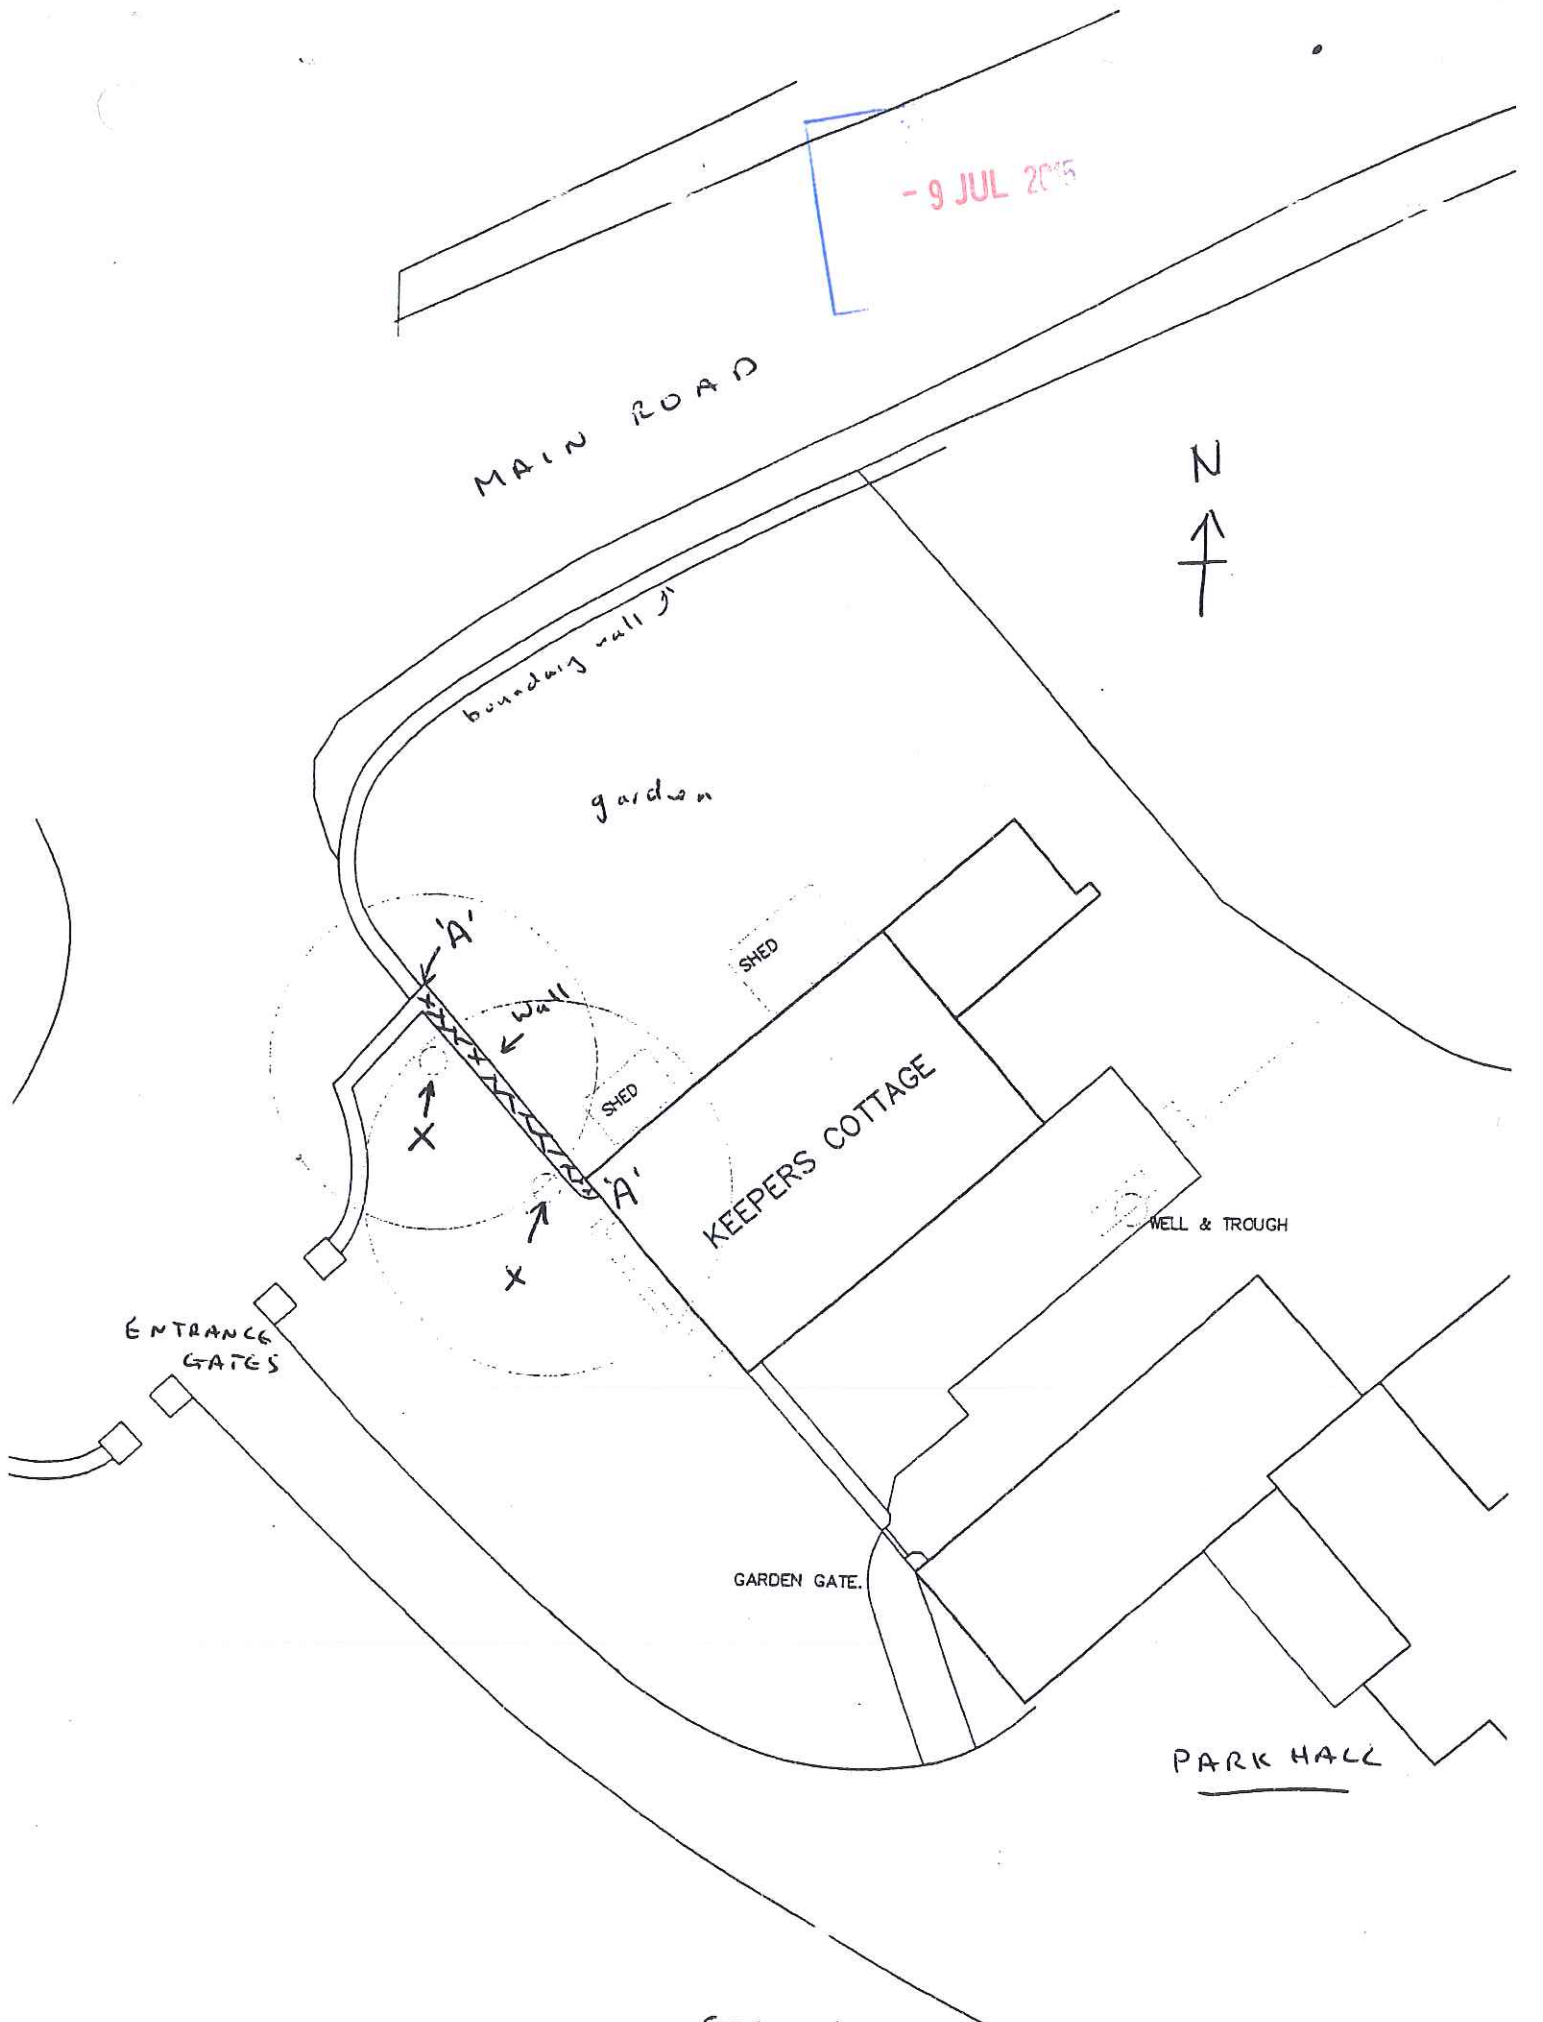 - 9 JUL 2015
MAIN ROAD
N
boundary wall
garden
'A'
wall
SHED
SHED
X
'A'
KEEPERS COTTAGE
X
WELL & TROUGH
ENTRANCE
GATES
GARDEN GATE.
PARK HALL